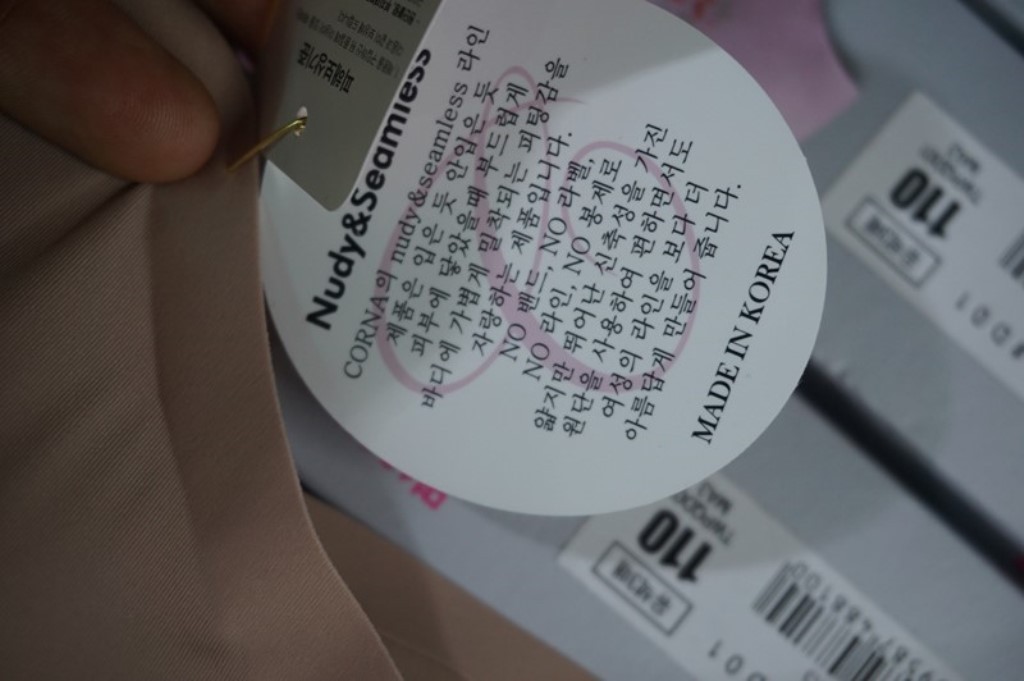 Nudy&Seamless
CORNA의 nudy&seamless 라인
제품은 입은듯 안입은 듯
피부에 닿았을때 부드럽게
바디에 가볍게 밀착되는 피팅감을
자랑하는 제품입니다.
NO 밴드, NO 라벨,
NO 라인, NO 봉제로
얇지만 뛰어난 신축성을 가진
원단을 사용하여 편하면서도
여성의 라인을 보다 더
아름답게 만들어 줍니다.
MADE IN KOREA
110
110